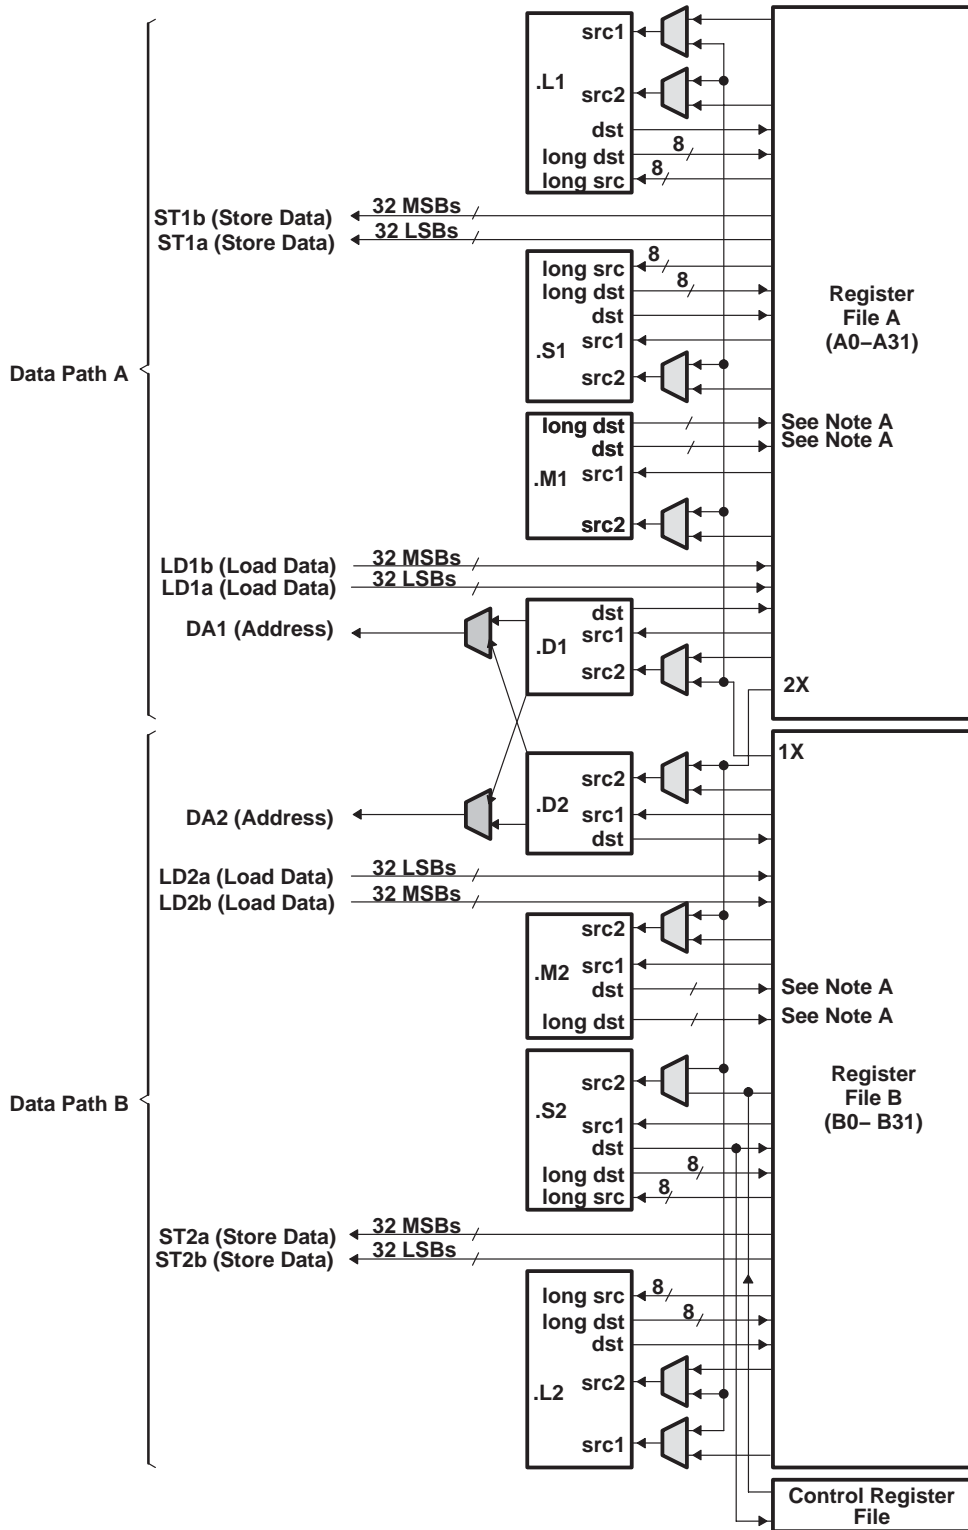 src1
.L1
src2
dst
long dst
8
long src
8
ST1b (Store Data)
32 MSBs
ST1a (Store Data)
32 LSBs
long src
8
long dst
8
dst
.S1
src1
src2
Register
File A
(A0–A31)
Data Path A
long dst
See Note A
dst
See Note A
.M1
src1
src2
LD1b (Load Data)
32 MSBs
LD1a (Load Data)
32 LSBs
DA1 (Address)
dst
.D1
src1
src2
2X
1X
src2
.D2
src1
dst
DA2 (Address)
LD2a (Load Data)
32 LSBs
LD2b (Load Data)
32 MSBs
src2
.M2
src1
dst
See Note A
long dst
See Note A
src2
.S2
src1
dst
long dst
8
long src
8
Register
File B
(B0– B31)
Data Path B
ST2a (Store Data)
32 MSBs
ST2b (Store Data)
32 LSBs
long src
8
long dst
8
dst
.L2
src2
src1
Control Register
File